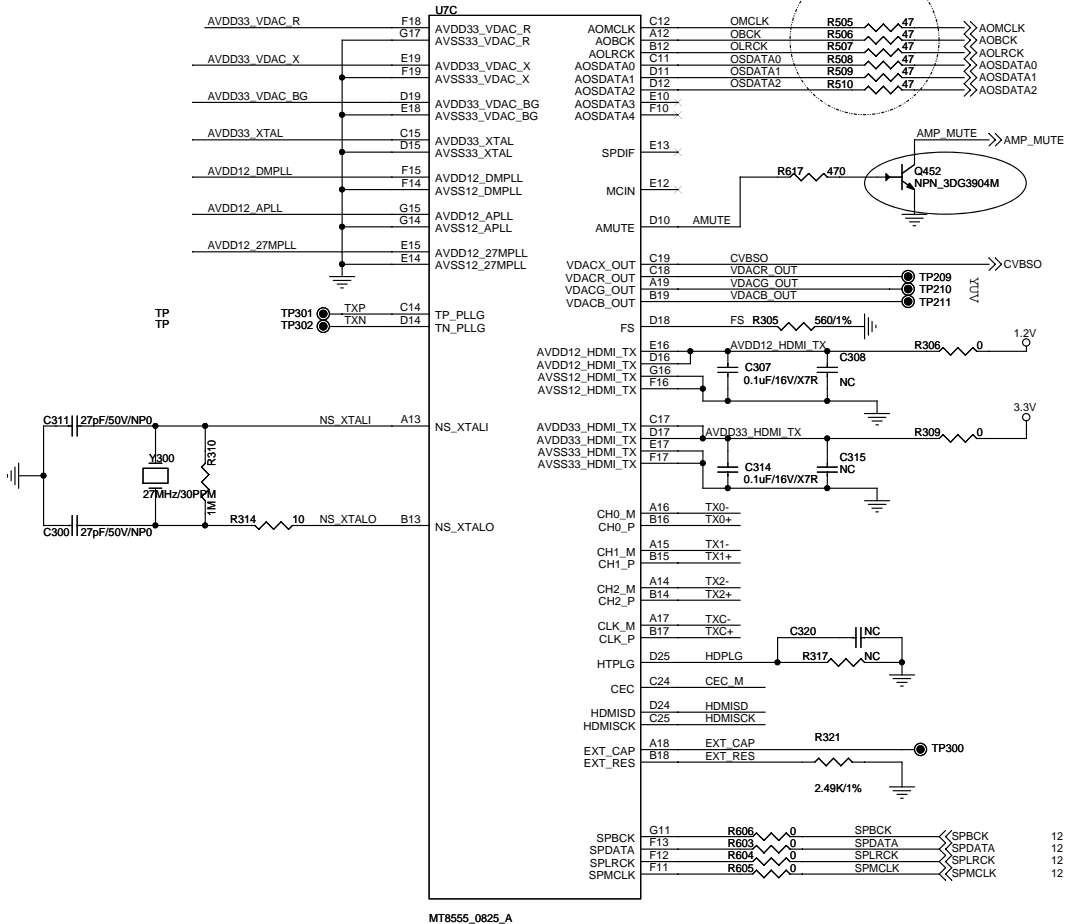 U7C
AVDD33_VDAC_R F18 AVDD33_VDAC_R
G17 AVSS33_VDAC_R
AVDD33_VDAC_X E19 AVDD33_VDAC_X
F19 AVSS33_VDAC_X
AVDD33_VDAC_BG D19 AVDD33_VDAC_BG
E18 AVSS33_VDAC_BG
AVDD33_XTAL C15 AVDD33_XTAL
D15 AVSS33_XTAL
AVDD12_DMPLL F15 AVDD12_DMPLL
F14 AVSS12_DMPLL
AVDD12_APLL G15 AVDD12_APLL
G14 AVSS12_APLL
AVDD12_27MPLL E15 AVDD12_27MPLL
E14 AVSS12_27MPLL
TP TP301 TXP C14 TP_PLLG
TP TP302 TXN D14 TN_PLLG
C311 27pF/50V/NP0 NS_XTALI A13 NS_XTALI
Y300
27MHz/30PPM
R310
1M
C300 27pF/50V/NP0 R314 10 NS_XTALO B13 NS_XTALO
AOMCLK C12 OMCLK R505 47 AOMCLK
AOBCK A12 OBCK R506 47 AOBCK
AOLRCK B12 OLRCK R507 47 AOLRCK
AOSDATA0 C11 OSDATA0 R508 47 AOSDATA0
AOSDATA1 D11 OSDATA1 R509 47 AOSDATA1
AOSDATA2 D12 OSDATA2 R510 47 AOSDATA2
AOSDATA3 E10
AOSDATA4 F10
SPDIF E13
MCIN E12
AMUTE D10 AMUTE
R617 470
AMP_MUTE AMP_MUTE
Q452
NPN_3DG3904M
VDACX_OUT C19 CVBSO CVBSO
VDACR_OUT C18 VDACR_OUT TP209
VDACG_OUT A19 VDACG_OUT TP210
VDACB_OUT B19 VDACB_OUT TP211
YUV
FS D18 FS R305 560/1%
AVDD12_HDMI_TX E16 AVDD12_HDMI_TX R306 0 1.2V
AVDD12_HDMI_TX D16
AVSS12_HDMI_TX G16
AVSS12_HDMI_TX F16
C307
0.1uF/16V/X7R
C308
NC
AVDD33_HDMI_TX C17
AVDD33_HDMI_TX D17 AVDD33_HDMI_TX R309 0 3.3V
AVSS33_HDMI_TX E17
AVSS33_HDMI_TX F17
C314
0.1uF/16V/X7R
C315
NC
CH0_M A16 TX0-
CH0_P B16 TX0+
CH1_M A15 TX1-
CH1_P B15 TX1+
CH2_M A14 TX2-
CH2_P B14 TX2+
CLK_M A17 TXC-
CLK_P B17 TXC+
C320 NC
HTPLG D25 HDPLG R317 NC
CEC C24 CEC_M
HDMISD D24 HDMISD
HDMISCK C25 HDMISCK
EXT_CAP A18 EXT_CAP TP300
EXT_RES B18 EXT_RES R321
2.49K/1%
SPBCK G11 R606 0 SPBCK SPBCK 12
SPDATA F13 R603 0 SPDATA SPDATA 12
SPLRCK F12 R604 0 SPLRCK SPLRCK 12
SPMCLK F11 R605 0 SPMCLK SPMCLK 12
MT8555_0825_A